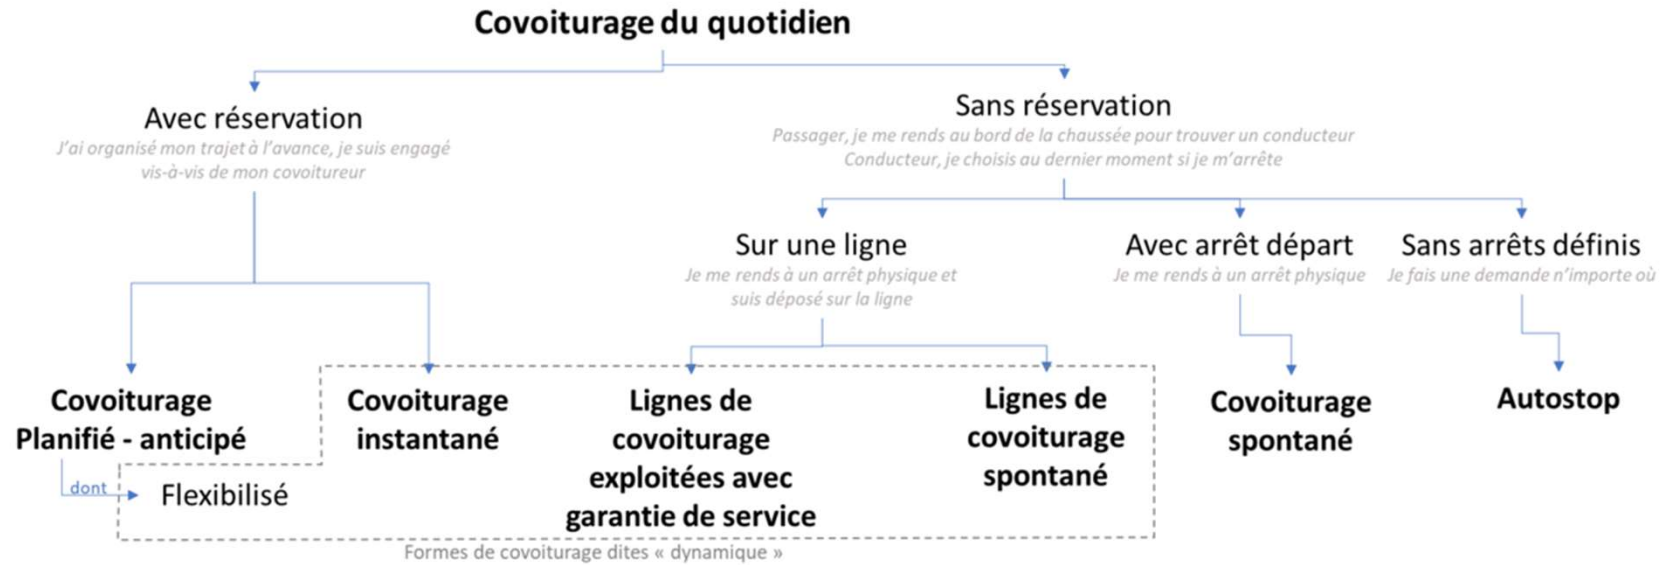 Covoiturage du quotidien
Avec réservation
J'ai organisé mon trajet à l'avance, je suis engagé
vis-à-vis de mon covoitureur
Sans réservation
Passager, je me rends au bord de la chaussée pour trouver un conducteur
Conducteur, je choisis au dernier moment si je m'arrête
Sur une ligne
Je me rends à un arrêt physique et
suis déposé sur la ligne
Avec arrêt départ
Je me rends à un arrêt physique
Sans arrêts définis
Je fais une demande n'importe où
Covoiturage
Planifié - anticipé
dont
Flexibilisé
Covoiturage
instantané
Lignes de
covoiturage
exploitées avec
garantie de service
Lignes de
covoiturage
spontané
Covoiturage
spontané
Autostop
Formes de covoiturage dites « dynamique »